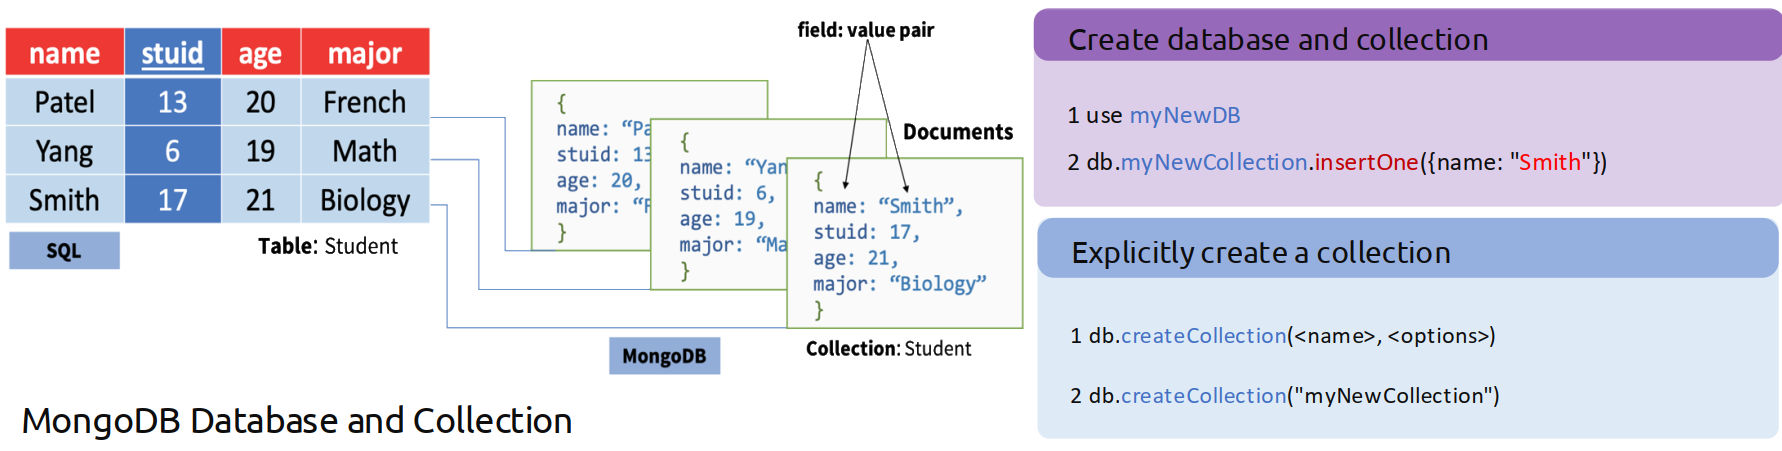 name stuid age major
Patel 13 20 French
Yang 6 19 Math
Smith 17 21 Biology
SQL
Table: Student
field: value pair
Documents
{
name: “Pa
stuid: 13
age: 20,
major: “F
}
{
name: “Yan
stuid: 6,
age: 19,
major: “Ma
}
{
name: “Smith”,
stuid: 17,
age: 21,
major: “Biology”
}
MongoDB
Collection: Student
MongoDB Database and Collection
Create database and collection
1 use myNewDB
2 db.myNewCollection.insertOne({name: "Smith"})
Explicitly create a collection
1 db.createCollection(<name>, <options>)
2 db.createCollection("myNewCollection")